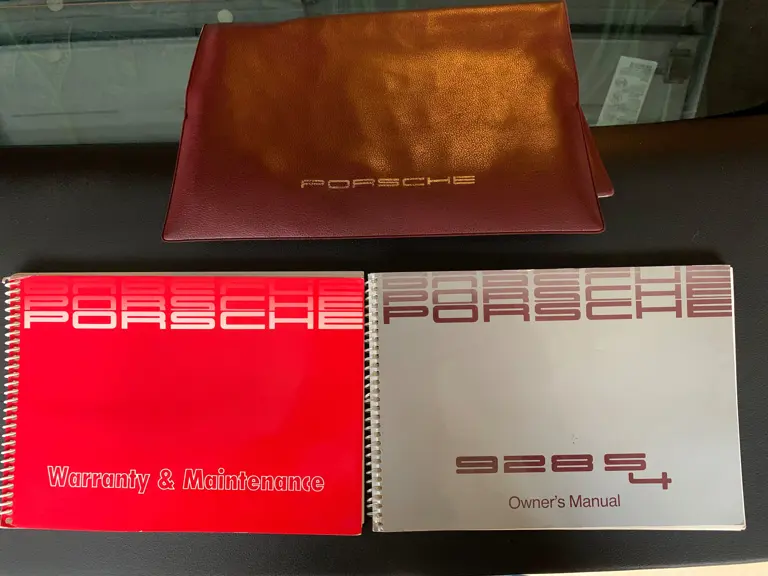 PORSCHE
PORSCHE
PORSCHE
PORSCHE
Warranty & Maintenance
PORSCHE
PORSCHE
PORSCHE
928 S4
Owner's Manual